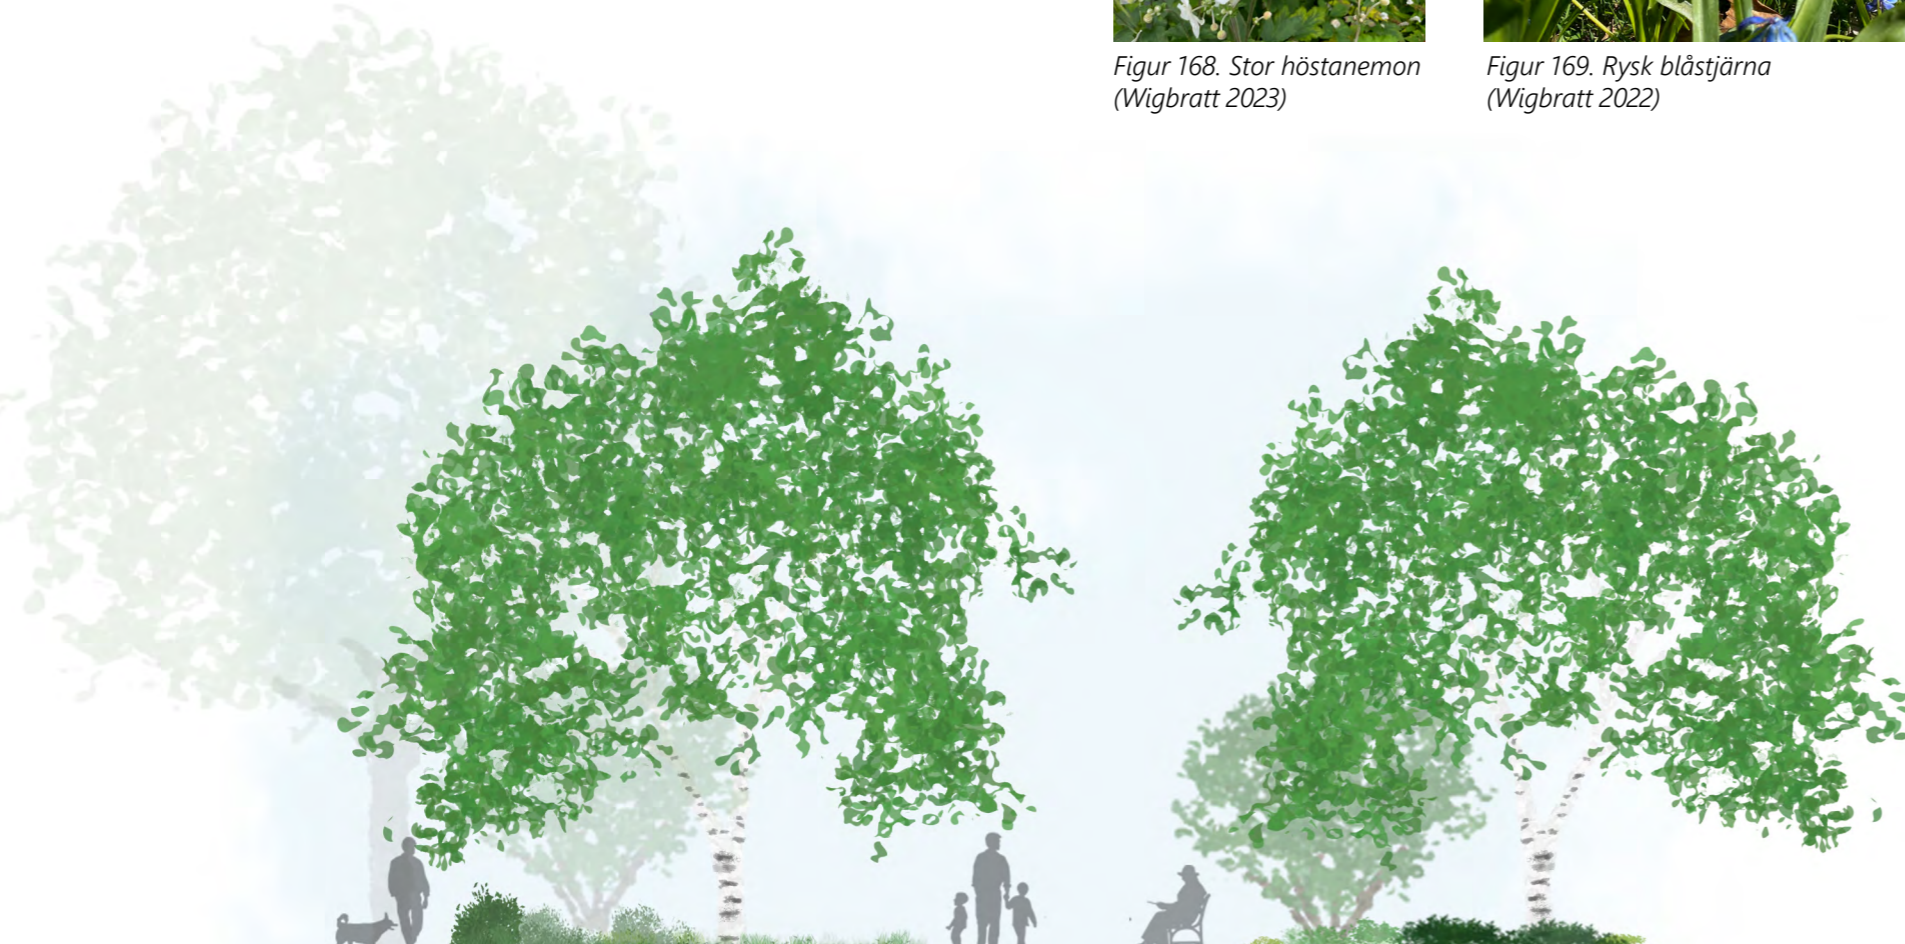 Figur 168. Stor höstanemon
(Wigbratt 2023)
Figur 169. Rysk blåstjärna
(Wigbratt 2022)